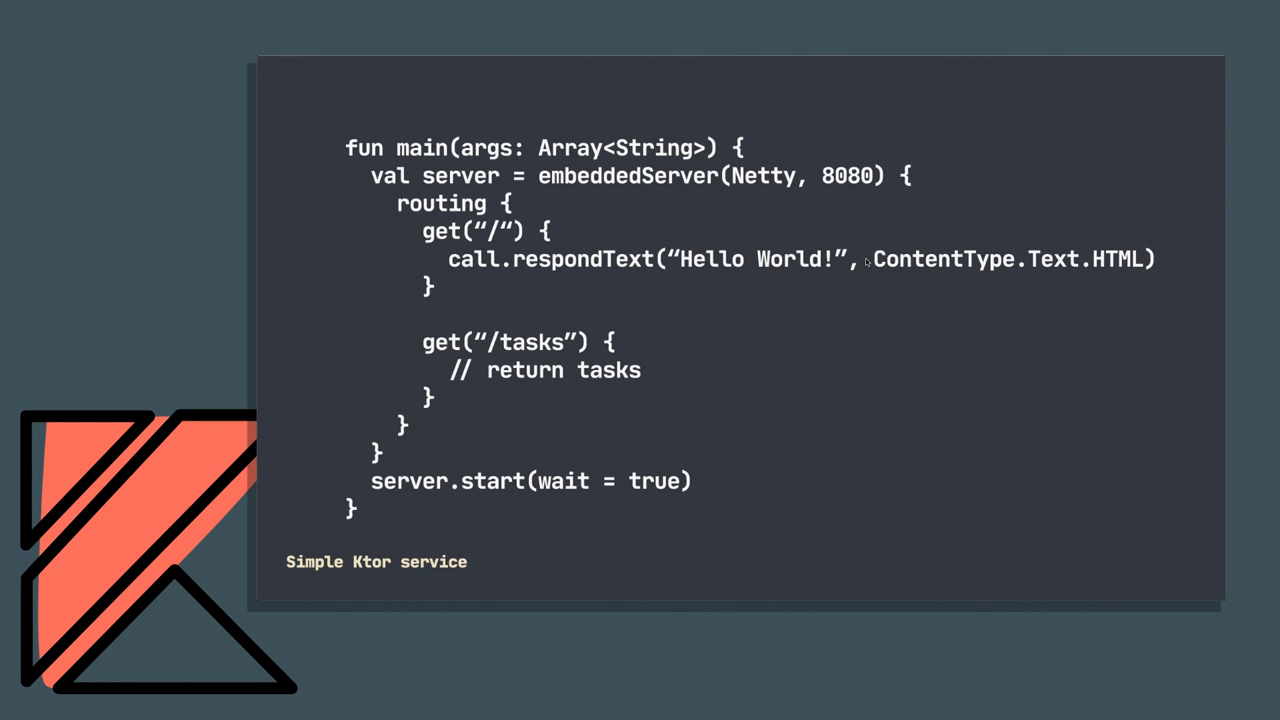 fun main(args: Array<String>) {
val server = embeddedServer(Netty, 8080) {
routing {
get(“/“) {
call.respondText(“Hello World!”, ContentType.Text.HTML)
}
get(“/tasks”) {
// return tasks
}
}
}
server.start(wait = true)
}
Simple Ktor service